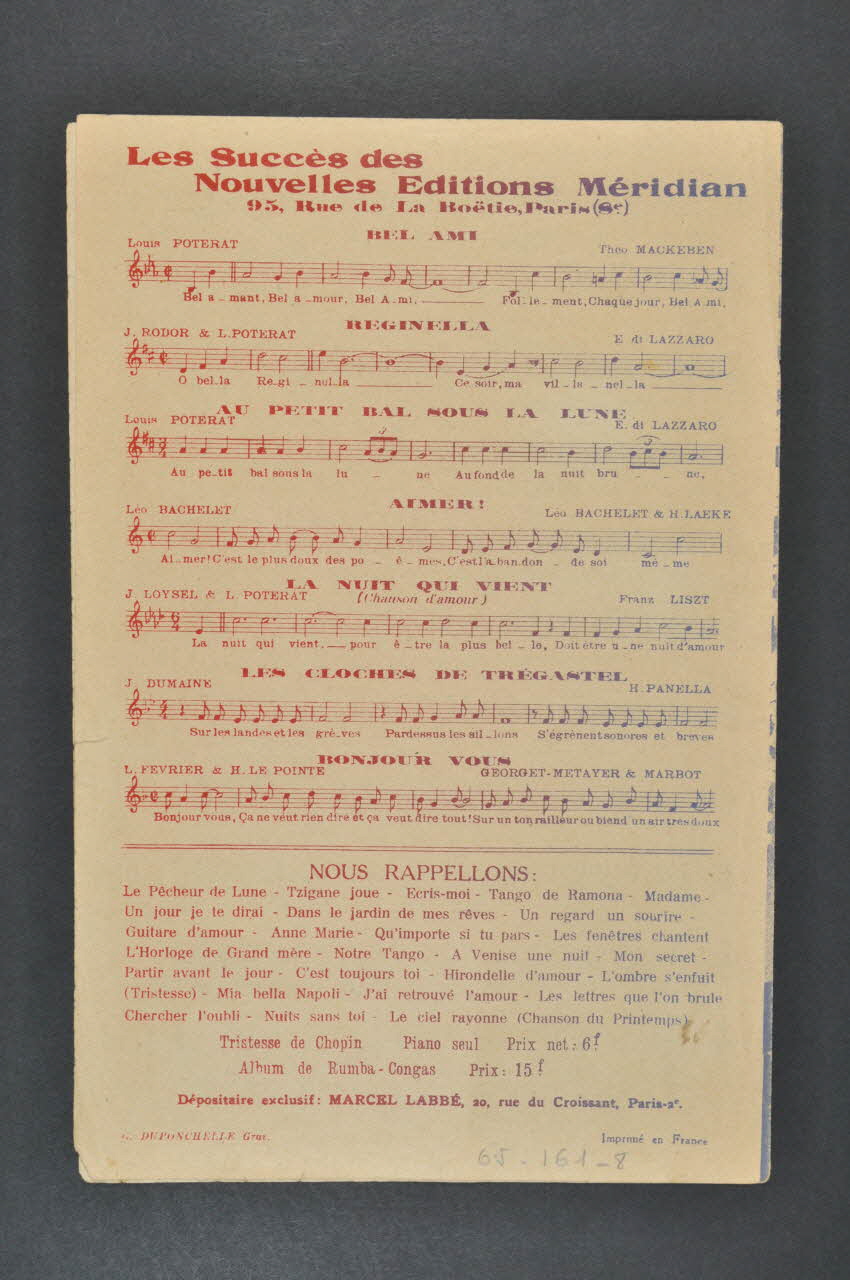 Les Succès des
Nouvelles Editions Méridian
95, Rue de La Boëtie, Paris (8e)
BEL AMI
Louis POTERAT
Théo MACKEBEN
Bel a_mant, Bel a_mour, Bel A_mi, Fol_le_ment, Chaque jour, Bel A_mi,
REGINELLA
J. RODOR & L. POTERAT
E. di LAZZARO
O bel_la Re_gi_nel_la Ce soir, ma vil_la_nel_la
AU PETIT BAL SOUS LA LUNE
Louis POTERAT
E. di LAZZARO
Au pe_tit bal sous la lu_ne Au fond de la nuit bru_ne,
AIMER !
Léo BACHELET
Léo BACHELET & H. LAEKE
Ai_mer! C'est le plus doux des po_è_mes, C'est l'a_ban_don_de soi mê_me
LA NUIT QUI VIENT
J. LOYSEL & L. POTERAT
(Chanson d'amour)
Franz LISZT
La nuit qui vient, pour ê_tre la plus bel_le, Doit être u_ne nuit d'amour
LES CLOCHES DE TRÉGASTEL
J. DUMAINE
H. PANELLA
Sur les landes et les grè_ves Par dessus les sil_lons S'égrènent sonores et brèves
BONJOUR VOUS
L. FEVRIER & H. LE POINTE
GEORGET-METAYER & MARBOT
Bonjour vous, Ça ne veut rien dire et ça veut dire tout! Sur un ton railleur ou biend un air très doux
NOUS RAPPELLONS:
Le Pêcheur de Lune - Tzigane joue - Ecris-moi - Tango de Ramona - Madame -
Un jour je te dirai - Dans le jardin de mes rêves - Un regard un sourire -
Guitare d'amour - Anne Marie - Qu'importe si tu pars - Les fenêtres chantent
L'Horloge de Grand mère - Notre Tango - A Venise une nuit - Mon secret -
Partir avant le jour - C'est toujours toi - Hirondelle d'amour - L'ombre s'enfuit
(Tristesse) - Mia bella Napoli - J'ai retrouvé l'amour - Les lettres que l'on brule
Chercher l'oubli - Nuits sans toi - Le ciel rayonne (Chanson du Printemps)
Tristesse de Chopin Piano seul Prix net: 6f
Album de Rumba-Congas Prix: 15f
Dépositaire exclusif: MARCEL LABBÉ, 20, rue du Croissant, Paris-2e.
G. DUPONCHELLE Grav.
Imprimé en France
65-161-8